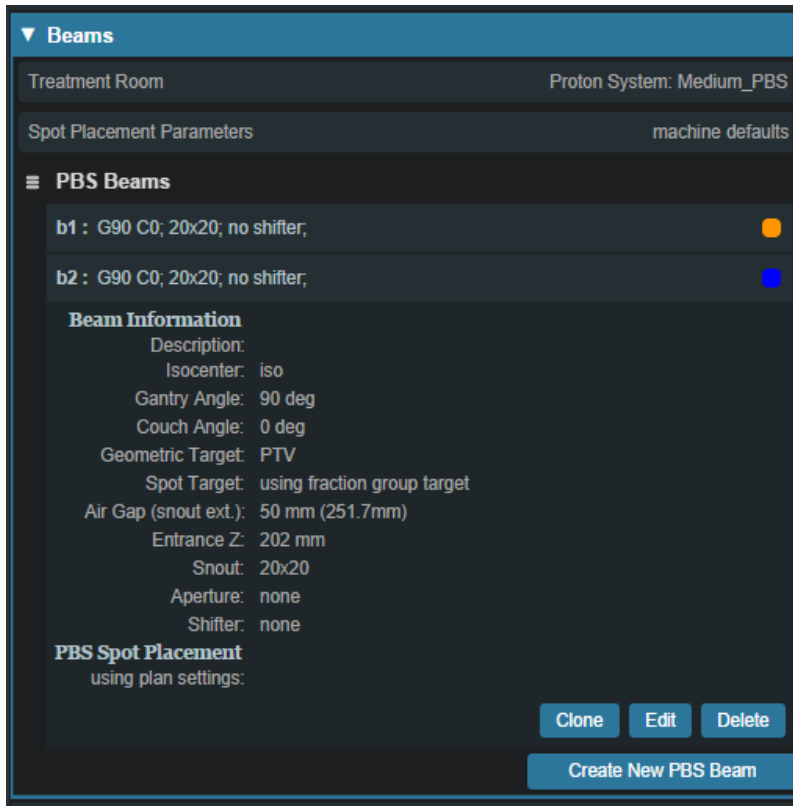 ▼ Beams
Treatment Room Proton System: Medium_PBS
Spot Placement Parameters machine defaults
PBS Beams
b1 : G90 C0; 20x20; no shifter;
b2 : G90 C0; 20x20; no shifter;
Beam Information
Description:
Isocenter: iso
Gantry Angle: 90 deg
Couch Angle: 0 deg
Geometric Target: PTV
Spot Target: using fraction group target
Air Gap (snout ext.): 50 mm (251.7mm)
Entrance Z: 202 mm
Snout: 20x20
Aperture: none
Shifter: none
PBS Spot Placement
using plan settings:
Clone Edit Delete
Create New PBS Beam